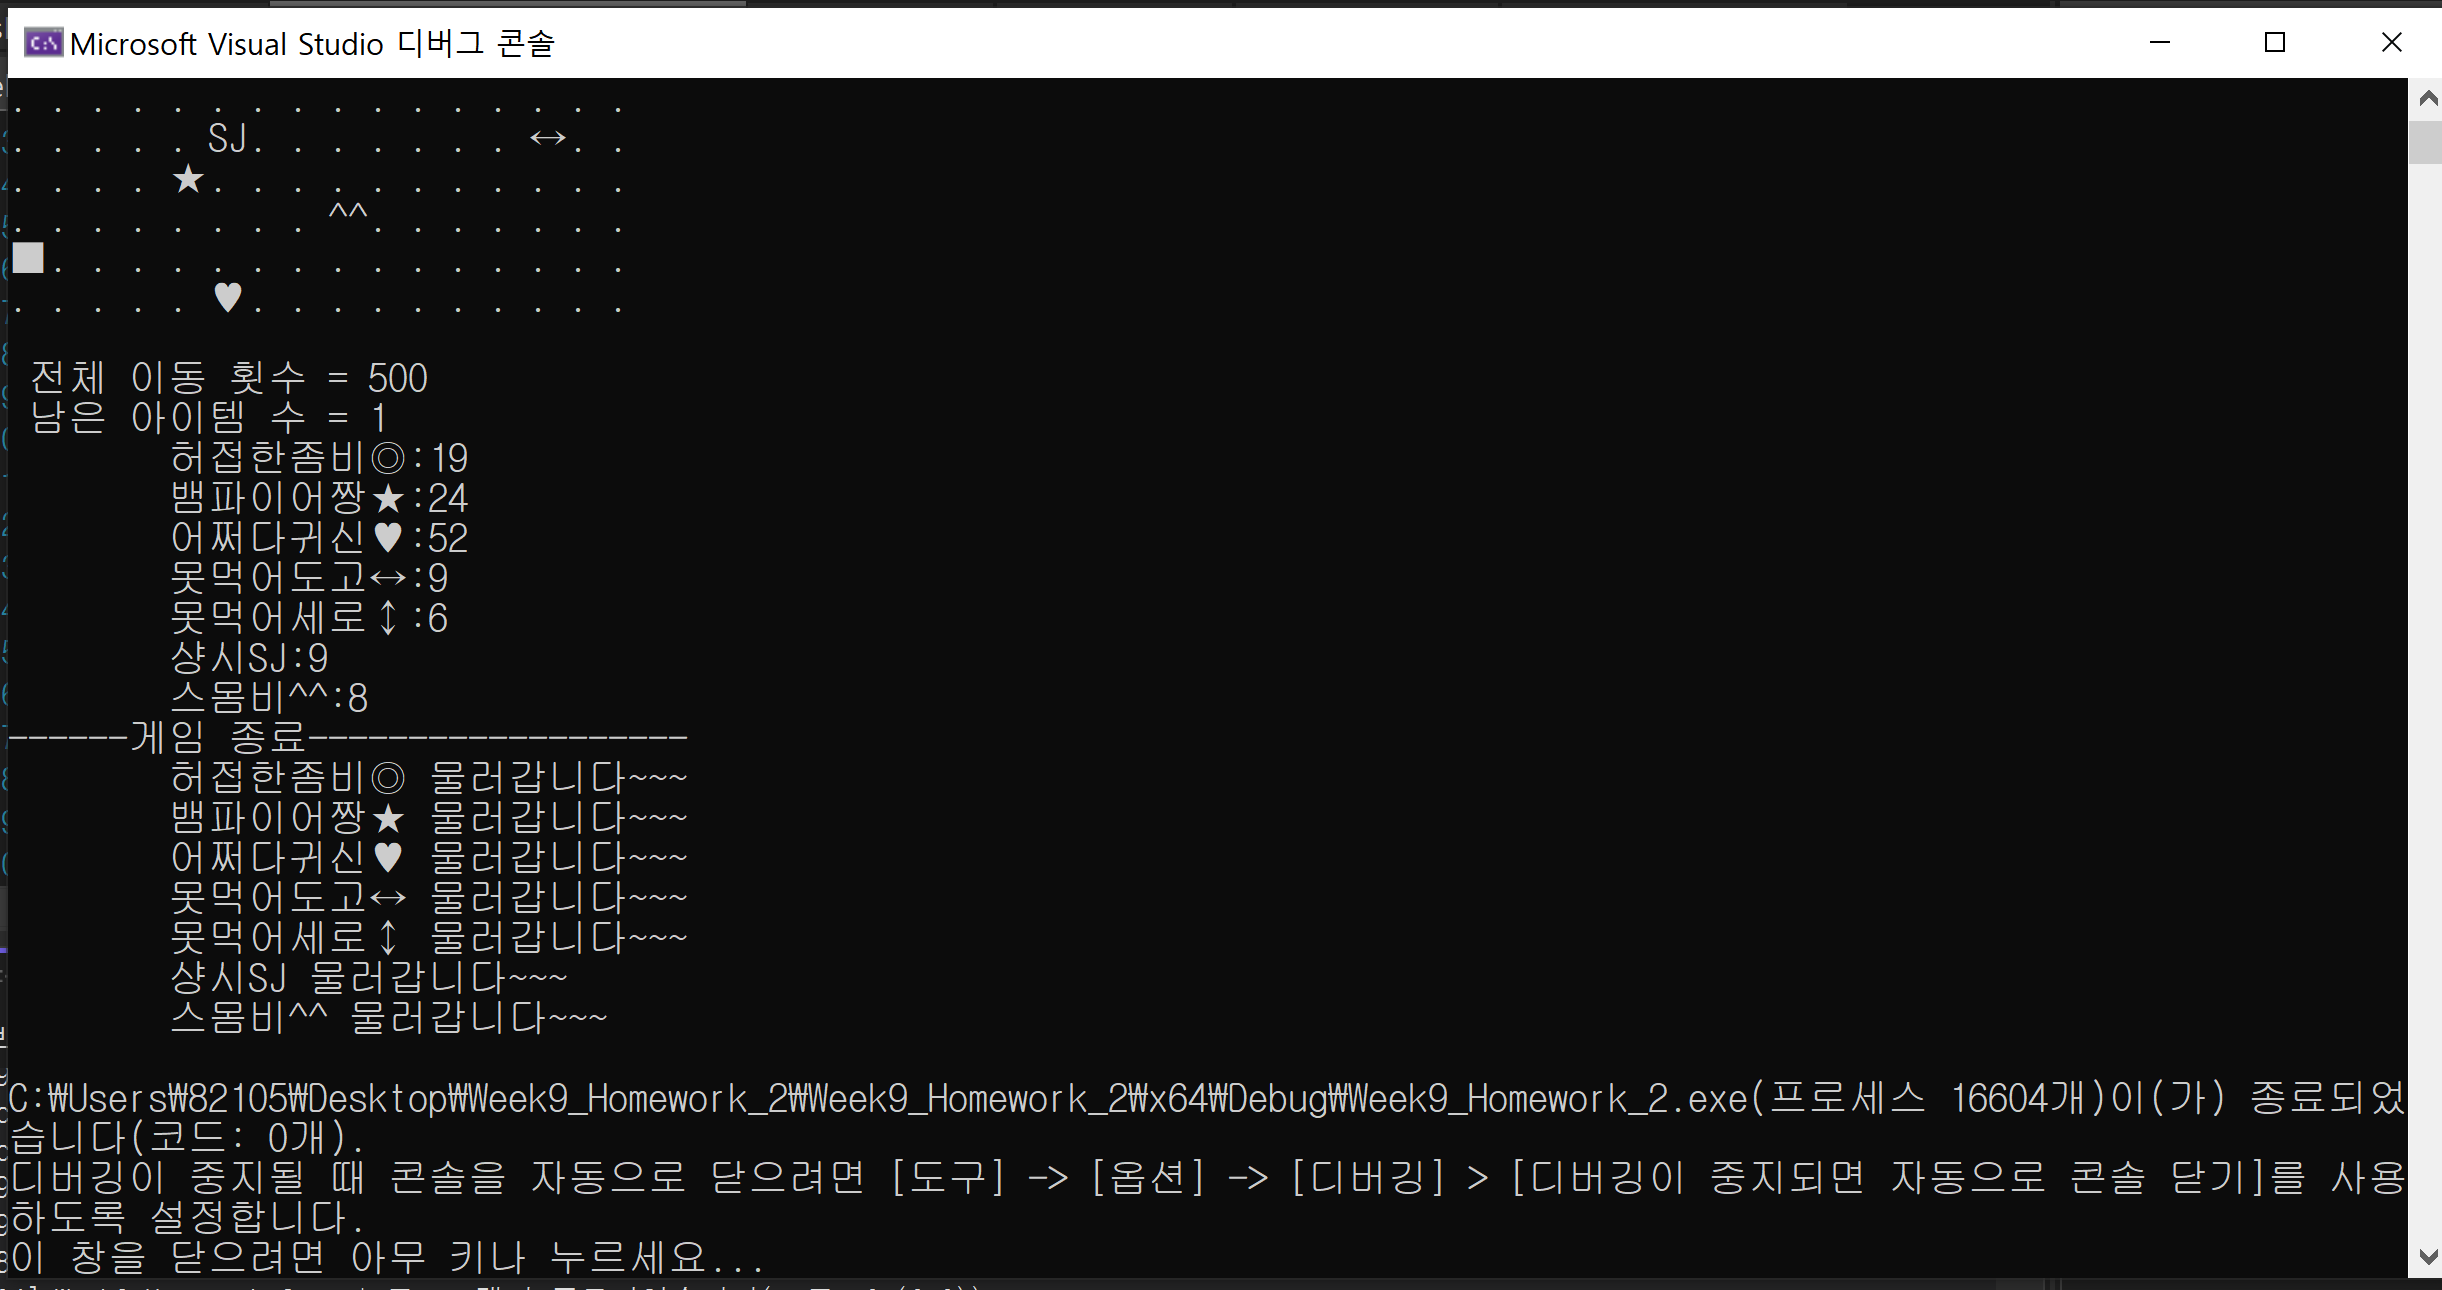 Microsoft Visual Studio 디버그 콘솔
. . . . . . . . . . . . . . . .
. . . . . SJ. . . . . . . ↔. .
. . . . ★. . . . . . . . . . .
. . . . . . . . ^^. . . . . . .
■. . . . . . . . . . . . . . .
. . . . . ♥. . . . . . . . . .
전체 이동 횟수 = 500
남은 아이템 수 = 1
허접한좀비◎:19
뱀파이어짱★:24
어쩌다귀신♥:52
못먹어도고↔:9
못먹어세로↕:6
샹시SJ:9
스몸비^^:8
------게임 종료-------------------
허접한좀비◎ 물러갑니다~~~
뱀파이어짱★ 물러갑니다~~~
어쩌다귀신♥ 물러갑니다~~~
못먹어도고↔ 물러갑니다~~~
못먹어세로↕ 물러갑니다~~~
샹시SJ 물러갑니다~~~
스몸비^^ 물러갑니다~~~
C:₩Users₩82105₩Desktop₩Week9_Homework_2₩Week9_Homework_2₩x64₩Debug₩Week9_Homework_2.exe(프로세스 16604개)이(가) 종료되었
습니다(코드: 0개).
디버깅이 중지될 때 콘솔을 자동으로 닫으려면 [도구] -> [옵션] -> [디버깅] > [디버깅이 중지되면 자동으로 콘솔 닫기]를 사용
하도록 설정합니다.
이 창을 닫으려면 아무 키나 누르세요...